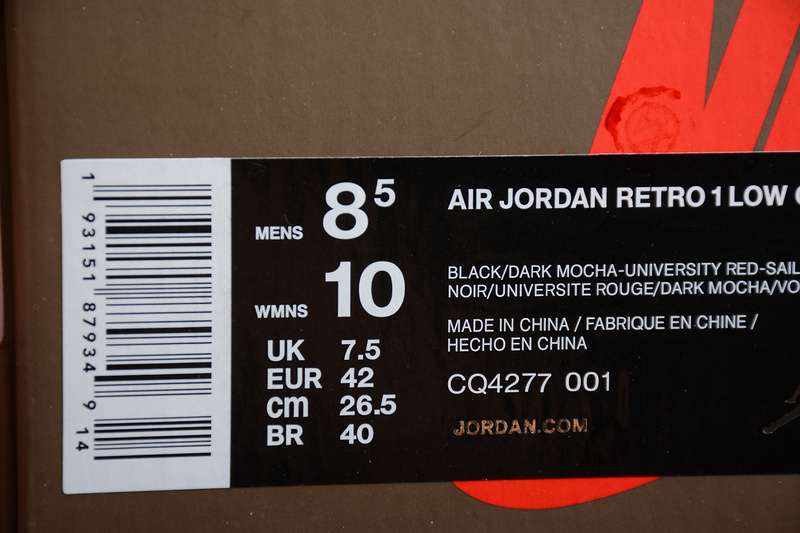 1 93151 87934 9 14
MENS 8 5
WMNS 10
UK 7.5
EUR 42
cm 26.5
BR 40
AIR JORDAN RETRO 1 LOW
BLACK/DARK MOCHA-UNIVERSITY RED-SAIL
NOIR/UNIVERSITE ROUGE/DARK MOCHA/VO
MADE IN CHINA / FABRIQUE EN CHINE /
HECHO EN CHINA
CQ4277 001
JORDAN.COM